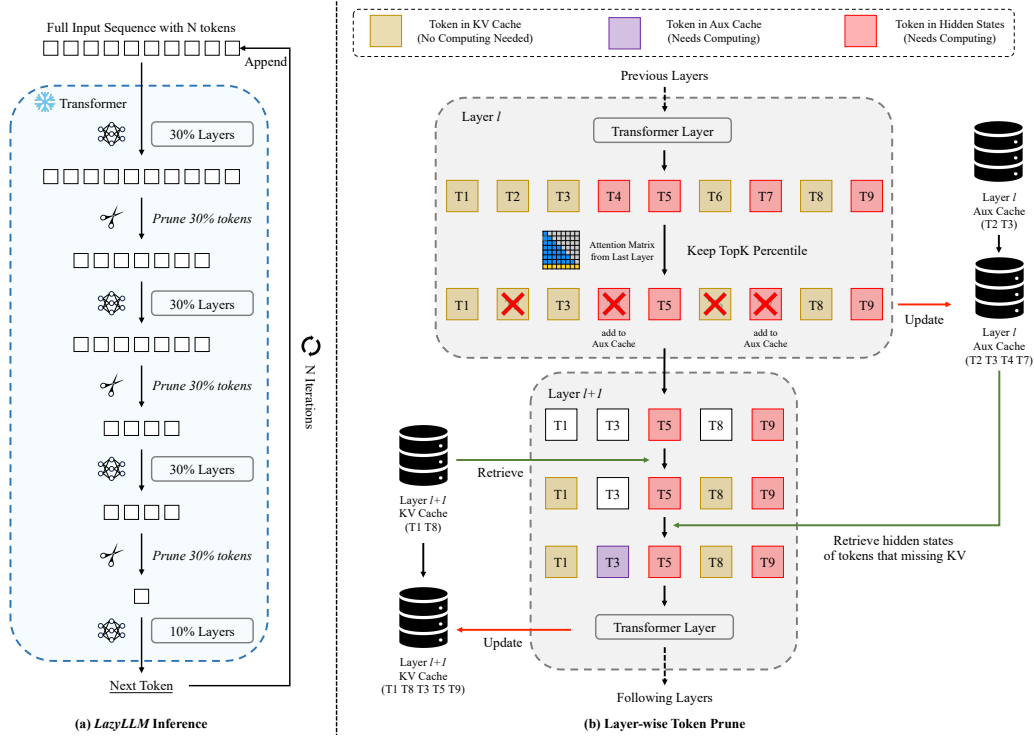 Full Input Sequence with N tokens
Append
Transformer
30% Layers
Prune 30% tokens
30% Layers
Prune 30% tokens
30% Layers
Prune 30% tokens
10% Layers
Next Token
N Iterations
(a) LazyLLM Inference
Token in KV Cache
(No Computing Needed)
Token in Aux Cache
(Needs Computing)
Token in Hidden States
(Needs Computing)
Previous Layers
Layer l
Transformer Layer
T1 T2 T3 T4 T5 T6 T7 T8 T9
Attention Matrix
from Last Layer
Keep TopK Percentile
T1 T3 T5 T8 T9
add to
Aux Cache
add to
Aux Cache
Update
Layer l
Aux Cache
(T2 T3)
Layer l
Aux Cache
(T2 T3 T4 T7)
Layer l+1
T1 T3 T5 T8 T9
Retrieve
Layer l+1
KV Cache
(T1 T8)
T1 T3 T5 T8 T9
Retrieve hidden states
of tokens that missing KV
T1 T3 T5 T8 T9
Transformer Layer
Update
Layer l+1
KV Cache
(T1 T8 T3 T5 T9)
Following Layers
(b) Layer-wise Token Prune